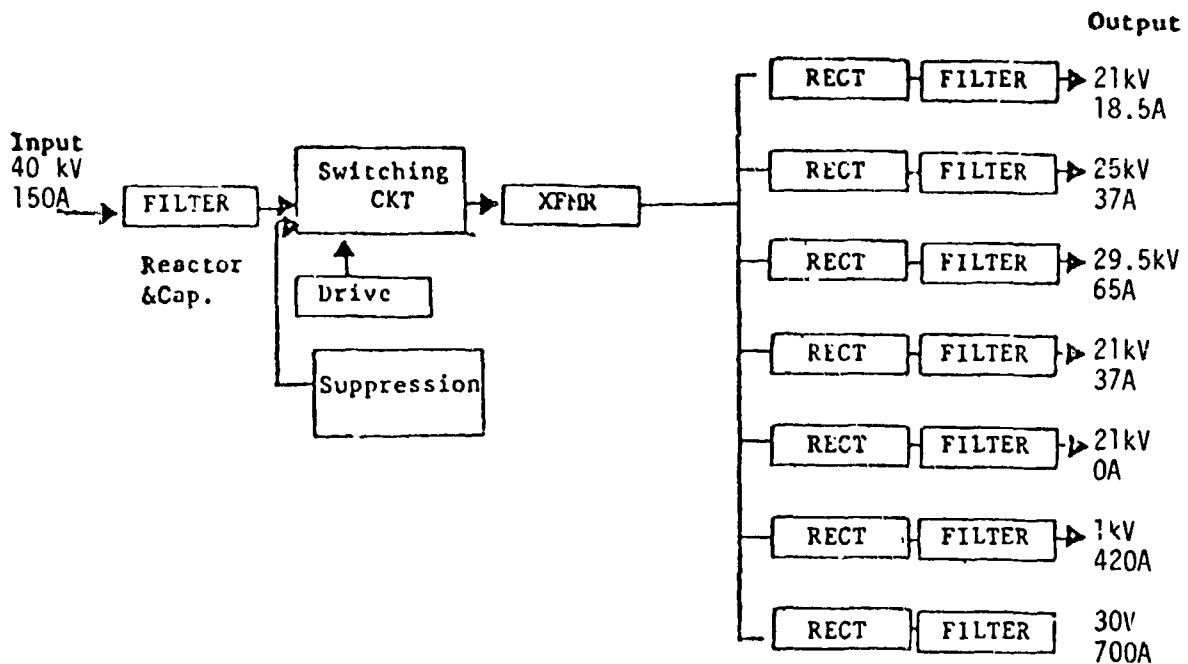 Output
RECT
FILTER
21kV
18.5A
Input
40 kV
150A
FILTER
Reactor
&Cap.
Switching
CKT
XFMR
Drive
Suppression
RECT
FILTER
25kV
37A
RECT
FILTER
29.5kV
65A
RECT
FILTER
21kV
37A
RECT
FILTER
21kV
0A
RECT
FILTER
1kV
420A
RECT
FILTER
30V
700A